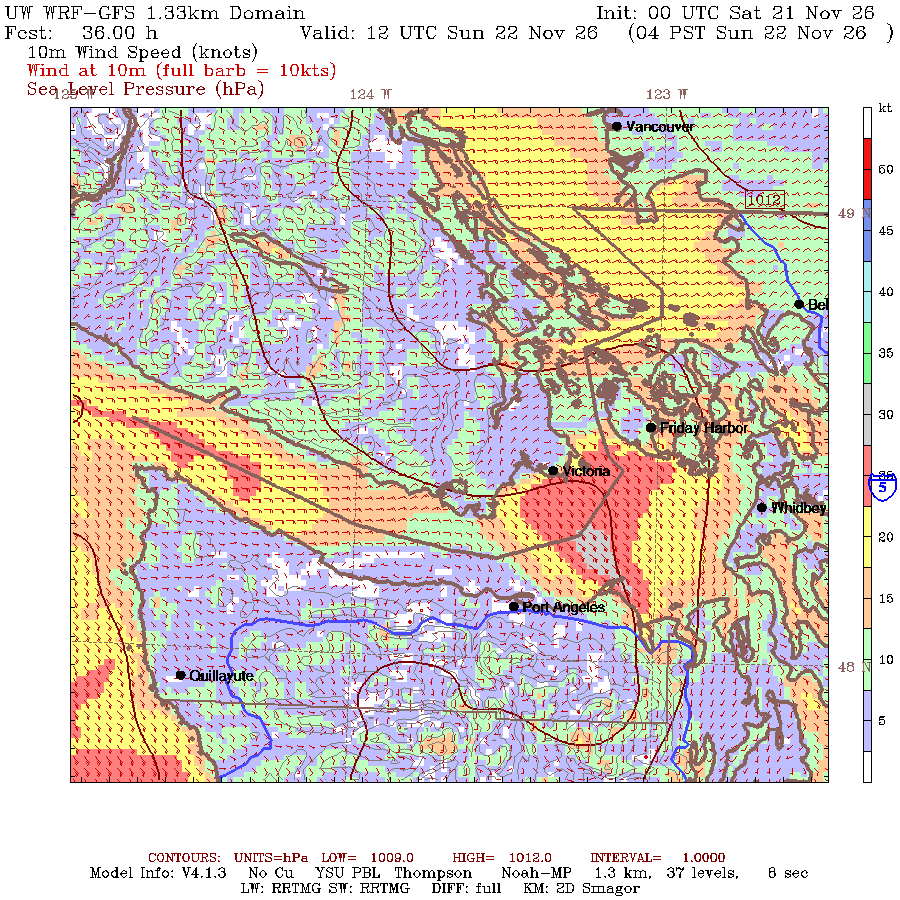 UW WRF-GFS 1.33km Domain Init: 00 UTC Sat 21 Nov 26
Fcst: 36.00 h Valid: 12 UTC Sun 22 Nov 26 (04 PST Sun 22 Nov 26 )
10m Wind Speed (knots)
Wind at 10m (full barb = 10kts)
Sea Level Pressure (hPa)
124 W 123 W
kt
Vancouver
60
1012
49 N
45
40
Bel
35
30
Friday Harbor
Victoria
5
Whidbey
20
Port Angeles
15
10
48 N
Quillayute
5
CONTOURS: UNITS=hPa LOW= 1009.0 HIGH= 1012.0 INTERVAL= 1.0000
Model Info: V4.1.3 No Cu YSU PBL Thompson Noah-MP 1.3 km, 37 levels, 8 sec
LW: RRTMG SW: RRTMG DIFF: full KM: 2D Smagor